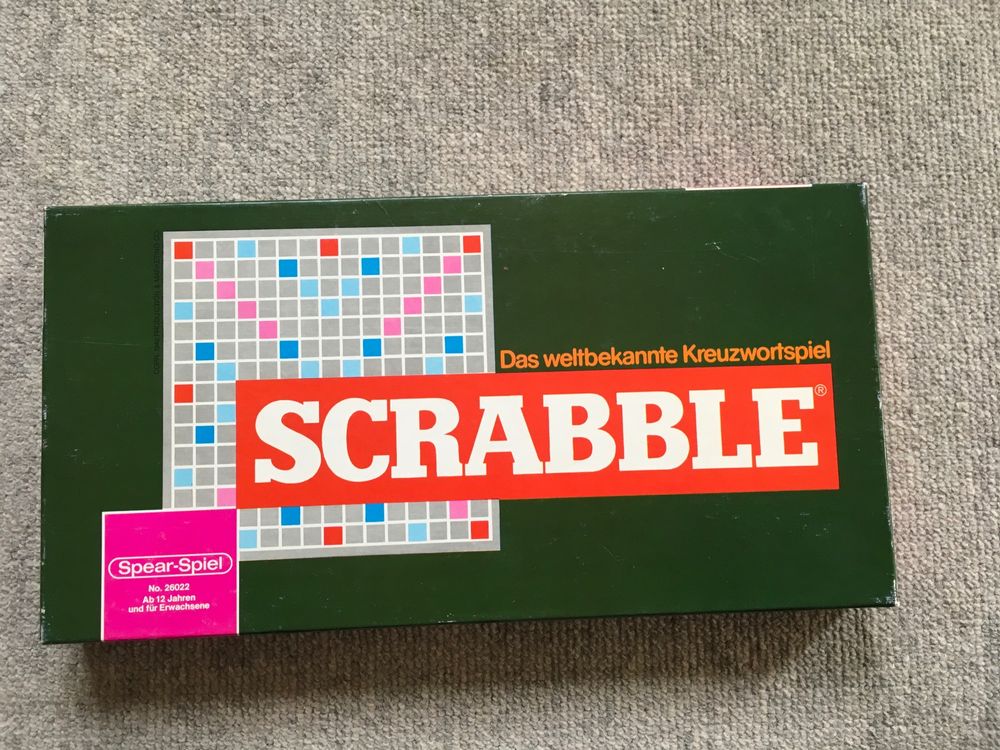 Das weltbekannte Kreuzwortspiel
SCRABBLE®
Spear-Spiel
No. 26022
Ab 12 Jahren
und für Erwachsene